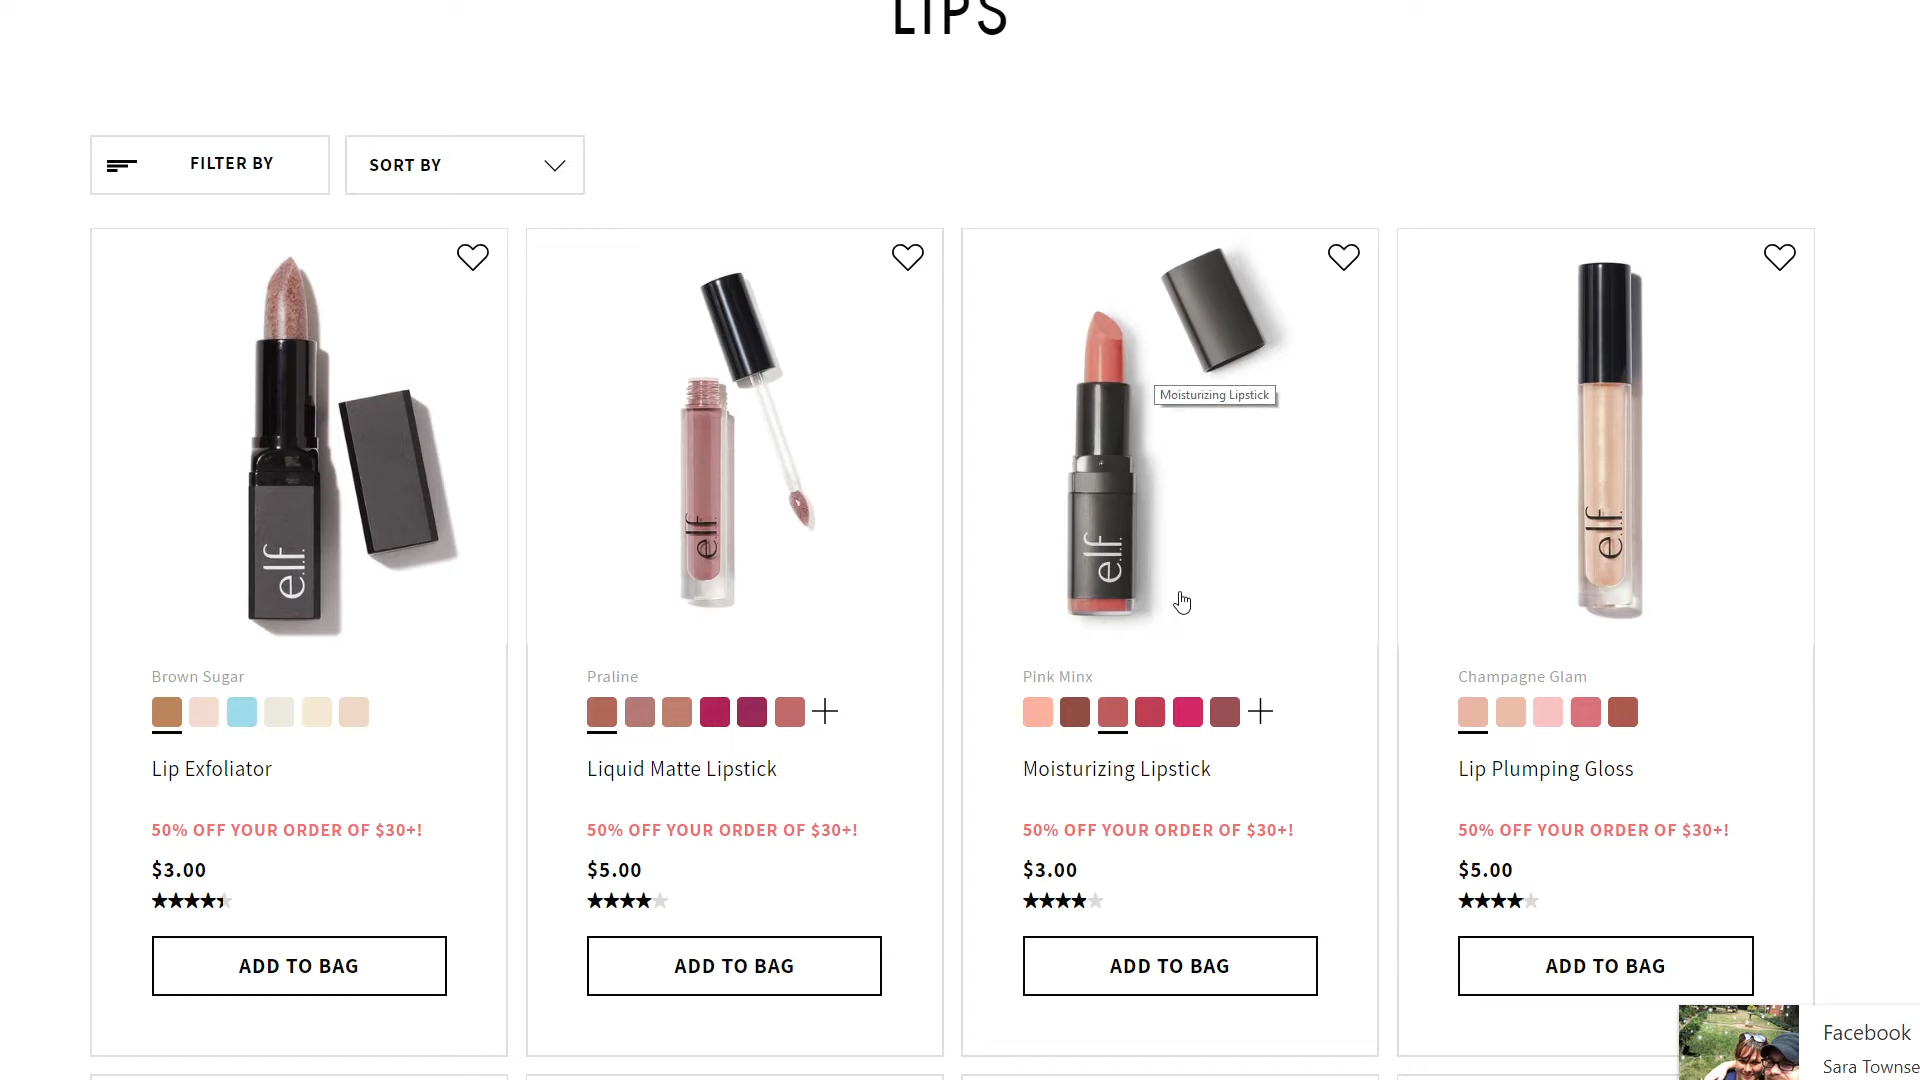 LIPS
FILTER BY
SORT BY
e.l.f.
e.l.f.
e.l.f.
e.l.f.
Moisturizing Lipstick
Brown Sugar
Lip Exfoliator
50% OFF YOUR ORDER OF $30+!
$3.00
ADD TO BAG
Praline
Liquid Matte Lipstick
50% OFF YOUR ORDER OF $30+!
$5.00
ADD TO BAG
Pink Minx
Moisturizing Lipstick
50% OFF YOUR ORDER OF $30+!
$3.00
ADD TO BAG
Champagne Glam
Lip Plumping Gloss
50% OFF YOUR ORDER OF $30+!
$5.00
ADD TO BAG
Facebook
Sara Townse